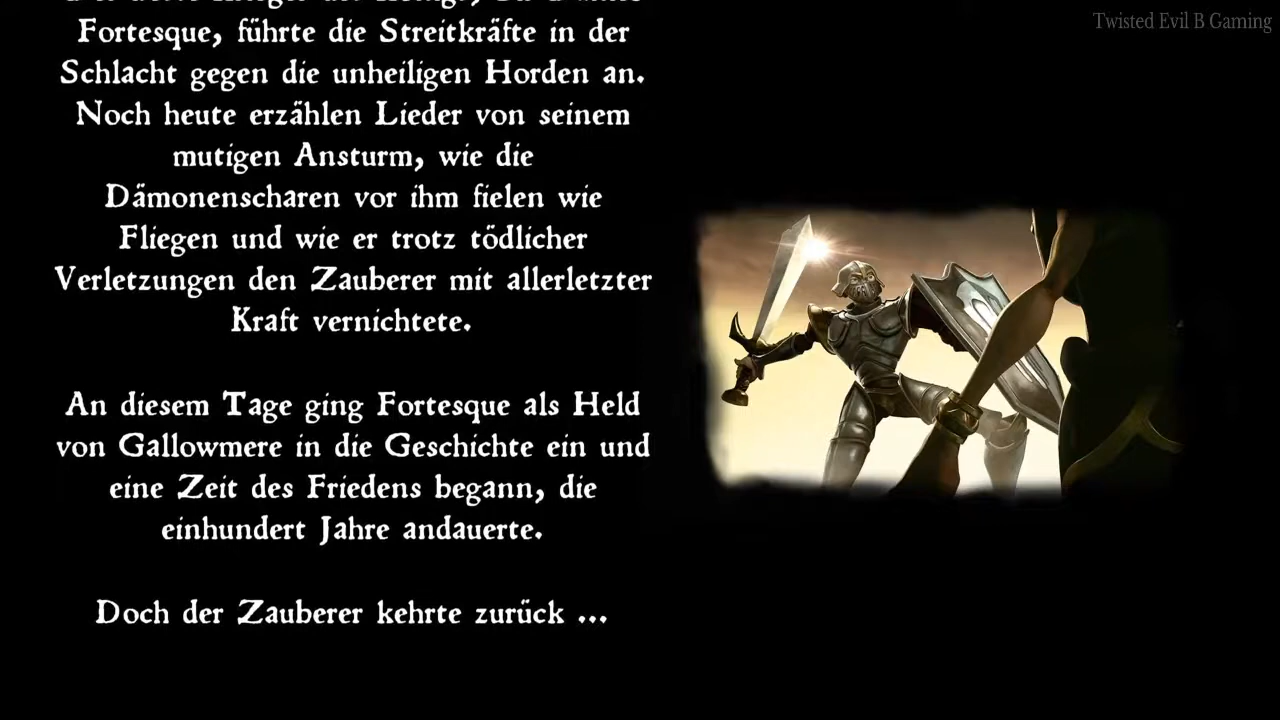 Fortesque, führte die Streitkräfte in der
Schlacht gegen die unheiligen Horden an.
Noch heute erzählen Lieder von seinem
mutigen Ansturm, wie die
Dämonenscharen vor ihm fielen wie
Fliegen und wie er trotz tödlicher
Verletzungen den Zauberer mit allerletzter
Kraft vernichtete.
An diesem Tage ging Fortesque als Held
von Gallowmere in die Geschichte ein und
eine Zeit des Friedens begann, die
einhundert Jahre andauerte.
Doch der Zauberer kehrte zurück ...
Twisted Evil B Gaming